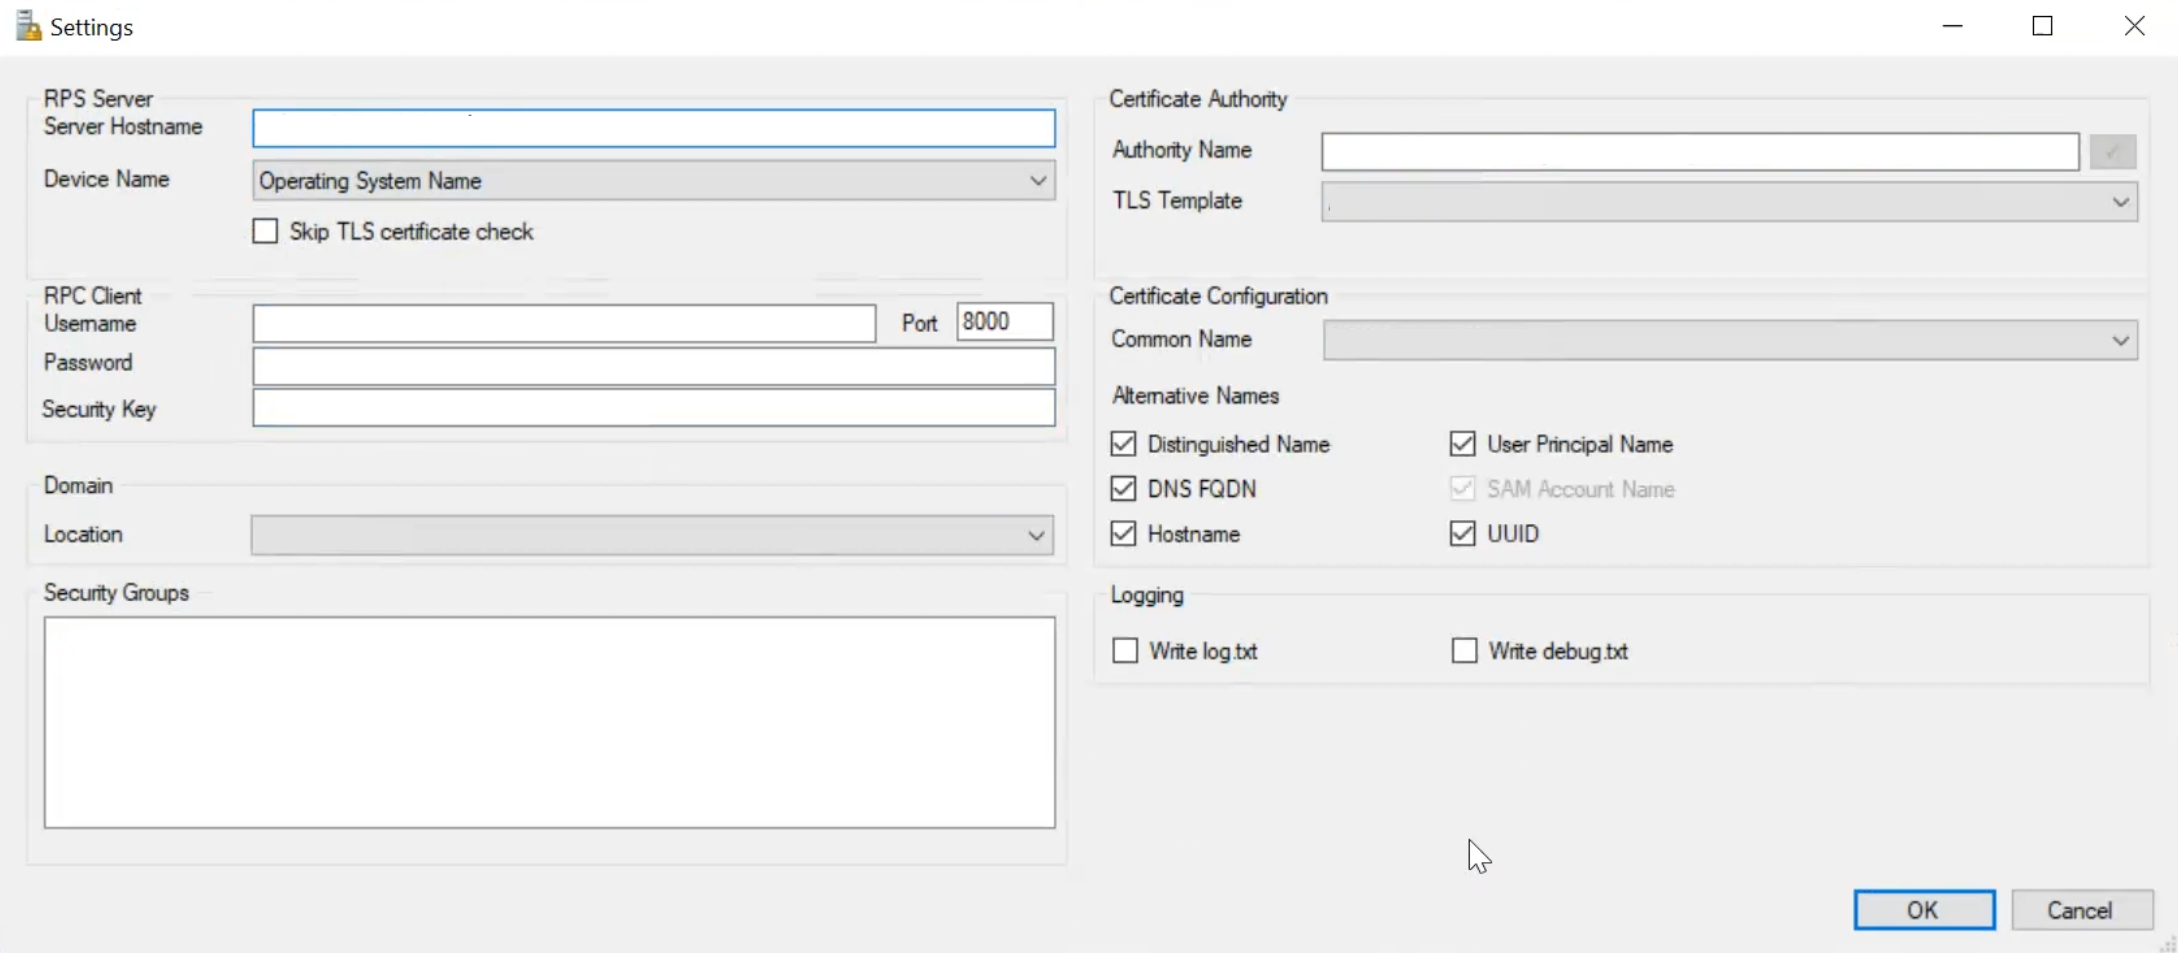 Settings
RPS Server
Server Hostname
Device Name
Operating System Name
Skip TLS certificate check
RPC Client
Username
Port
8000
Password
Security Key
Domain
Location
Security Groups
Certificate Authority
Authority Name
TLS Template
Certificate Configuration
Common Name
Alternative Names
Distinguished Name
User Principal Name
DNS FQDN
SAM Account Name
Hostname
UUID
Logging
Write log.txt
Write debug.txt
OK
Cancel